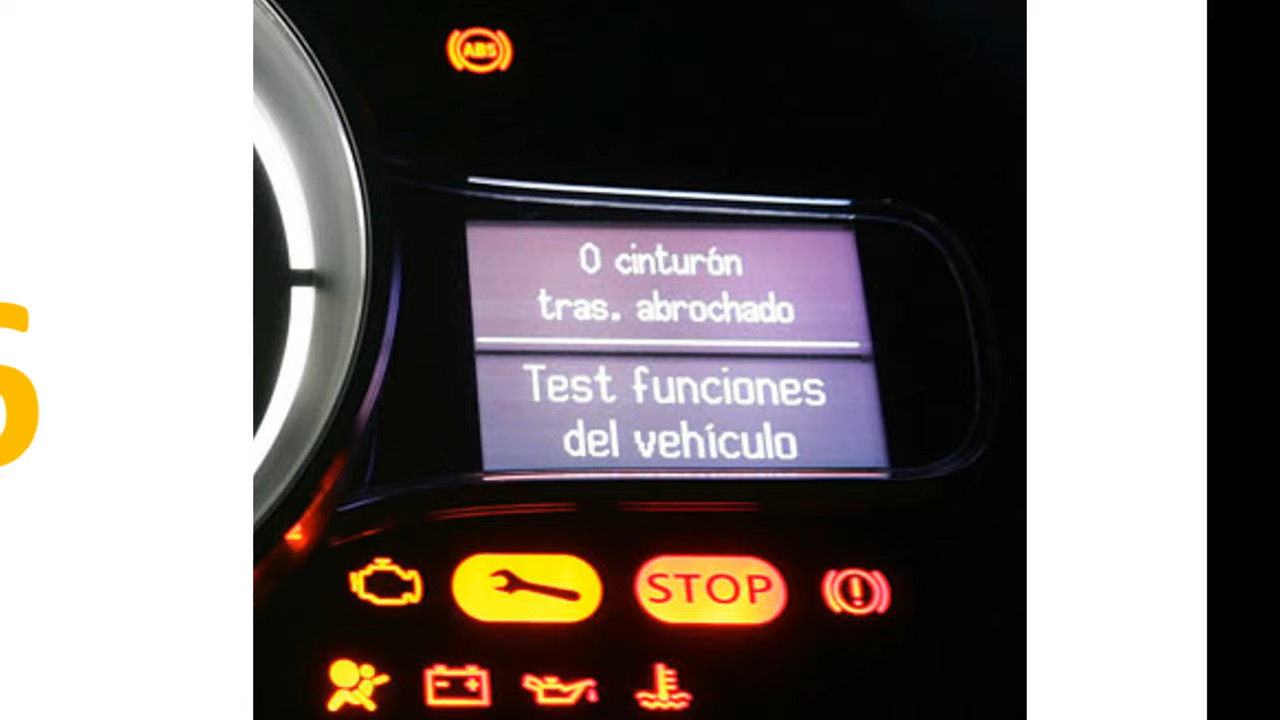 ABS
0 cinturón
tras. abrochado
Test funciones
del vehículo
STOP